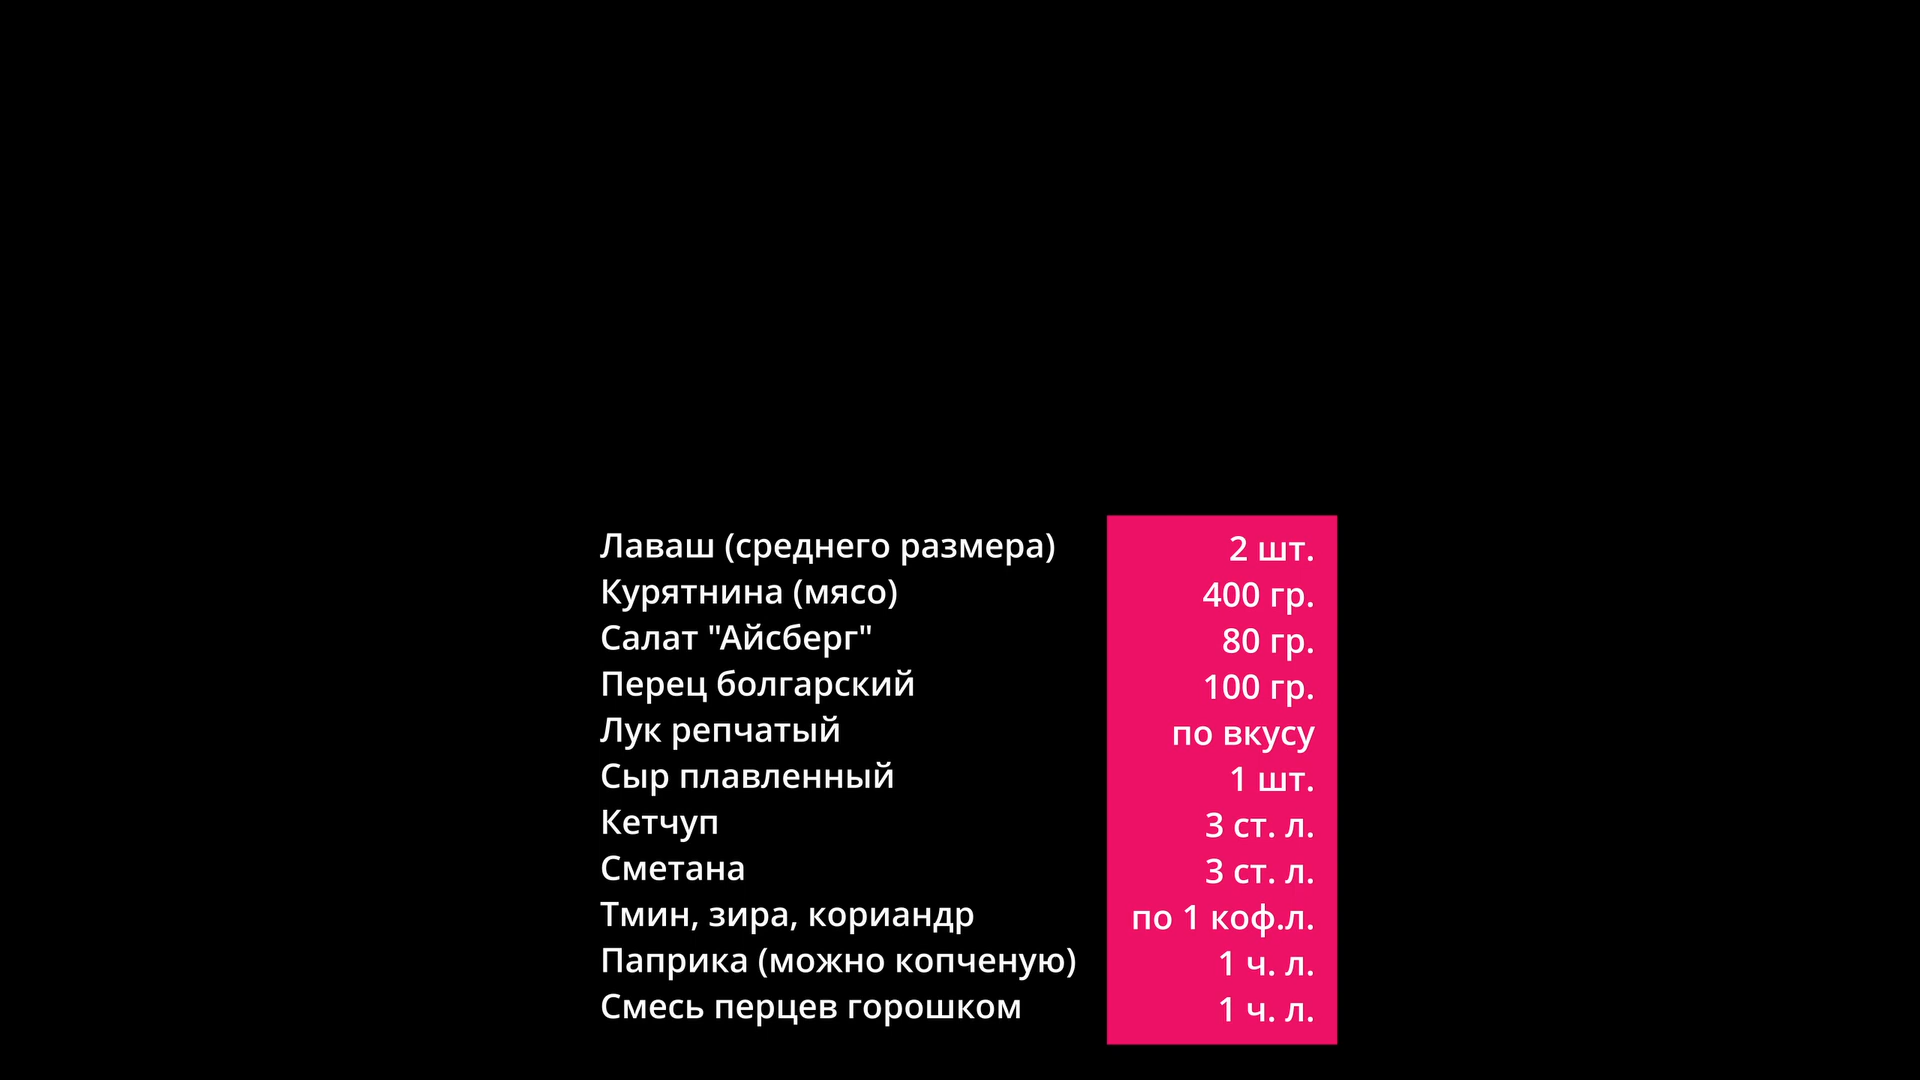 Лаваш (среднего размера) 2 шт.
Курятнина (мясо) 400 гр.
Салат "Айсберг" 80 гр.
Перец болгарский 100 гр.
Лук репчатый по вкусу
Сыр плавленный 1 шт.
Кетчуп 3 ст. л.
Сметана 3 ст. л.
Тмин, зира, кориандр по 1 коф.л.
Паприка (можно копченую) 1 ч. л.
Смесь перцев горошком 1 ч. л.